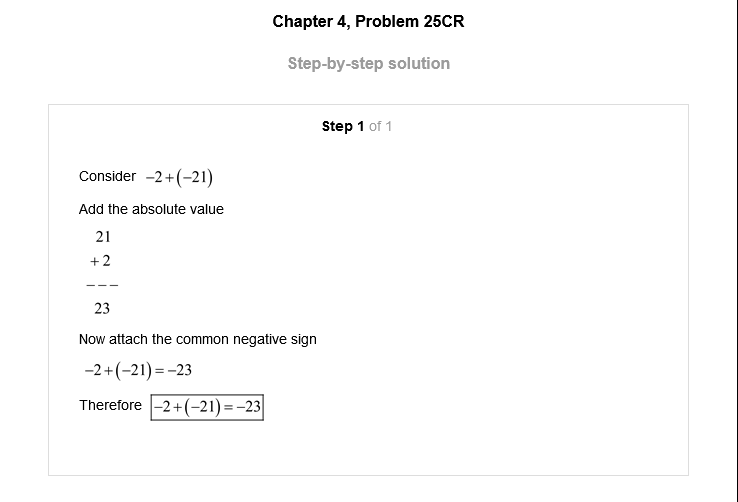 Chapter 4, Problem 25CR
Step-by-step solution
Step 1 of 1
Consider −2+(−21)
Add the absolute value
21
+2
−−−
23
Now attach the common negative sign
−2+(−21)=−23
Therefore −2+(−21)=−23